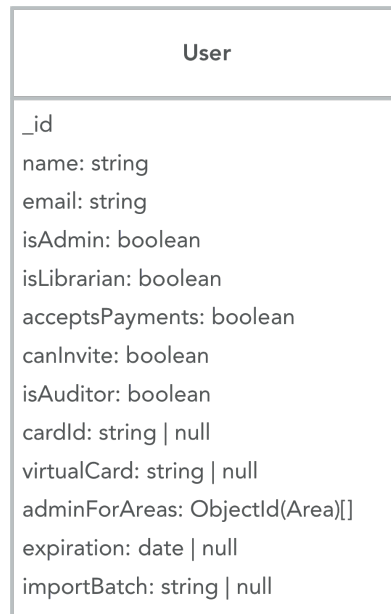 User
_id
name: string
email: string
isAdmin: boolean
isLibrarian: boolean
acceptsPayments: boolean
canInvite: boolean
isAuditor: boolean
cardId: string | null
virtualCard: string | null
adminForAreas: ObjectId(Area)[]
expiration: date | null
importBatch: string | null